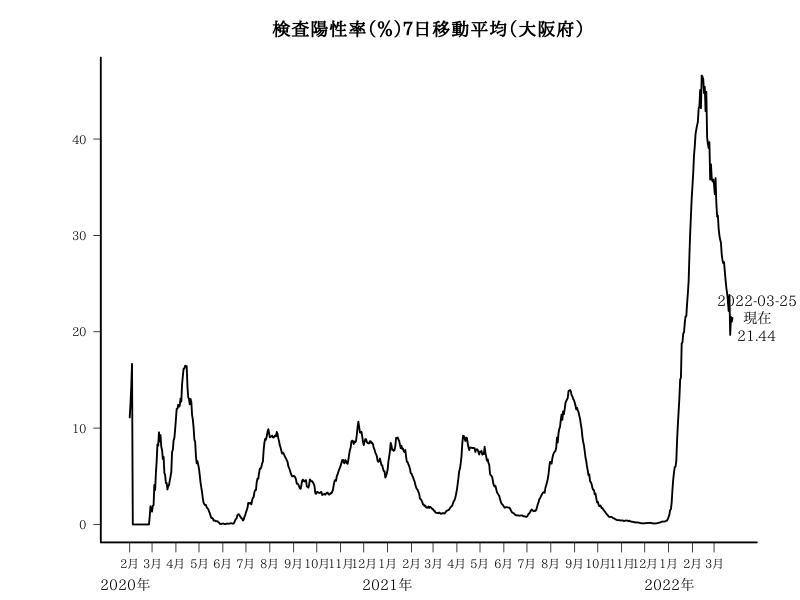 検査陽性率(%)7日移動平均(大阪府)
40
30
2022-03-25
現在
21.44
20
10
0
2月 3月 4月 5月 6月 7月 8月 9月 10月 11月 12月 1月 2月 3月 4月 5月 6月 7月 8月 9月 10月 11月 12月 1月 2月 3月
2020年 2021年 2022年